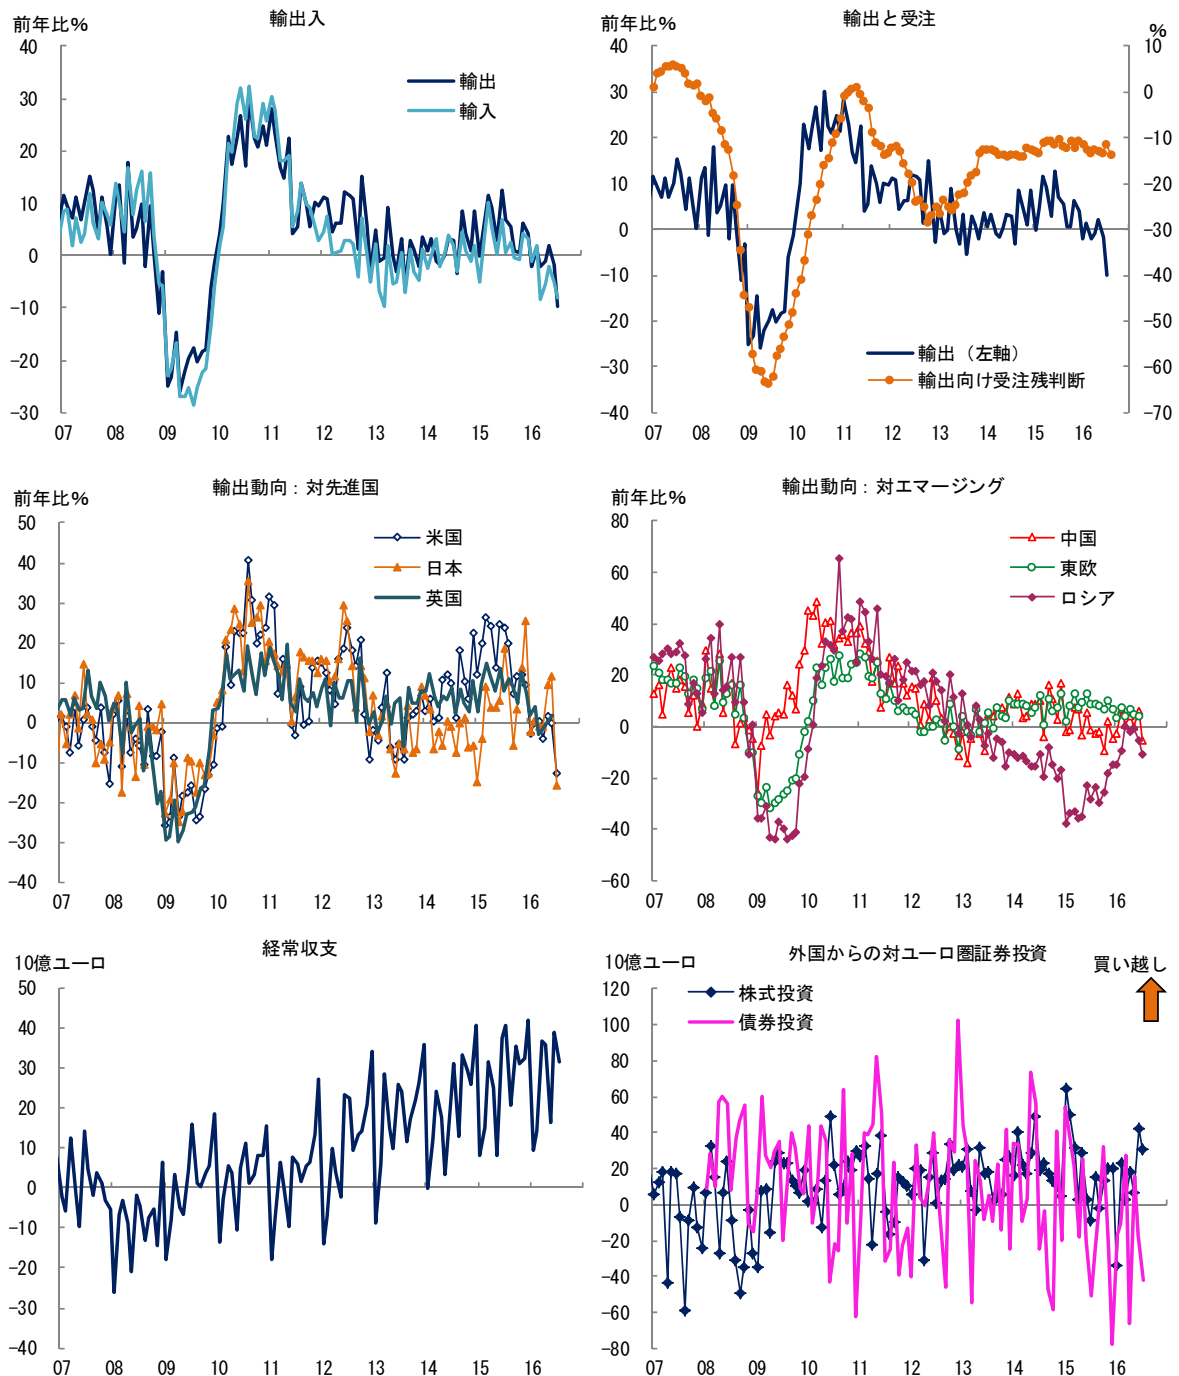 輸出入
前年比%
40
30
20
10
0
-10
-20
-30
輸出
輸入
07 08 09 10 11 12 13 14 15 16
輸出と受注
前年比%
%
40
30
20
10
0
-10
-20
-30
-40
10
0
-10
-20
-30
-40
-50
-60
-70
輸出（左軸）
輸出向け受注残判断
07 08 09 10 11 12 13 14 15 16
輸出動向：対先進国
前年比%
50
40
30
20
10
0
-10
-20
-30
-40
米国
日本
英国
07 08 09 10 11 12 13 14 15 16
輸出動向：対エマージング
前年比%
80
60
40
20
0
-20
-40
-60
中国
東欧
ロシア
07 08 09 10 11 12 13 14 15 16
経常収支
10億ユーロ
50
40
30
20
10
0
-10
-20
-30
-40
07 08 09 10 11 12 13 14 15 16
外国からの対ユーロ圏証券投資
10億ユーロ
買い越し
120
100
80
60
40
20
0
-20
-40
-60
-80
株式投資
債券投資
07 08 09 10 11 12 13 14 15 16